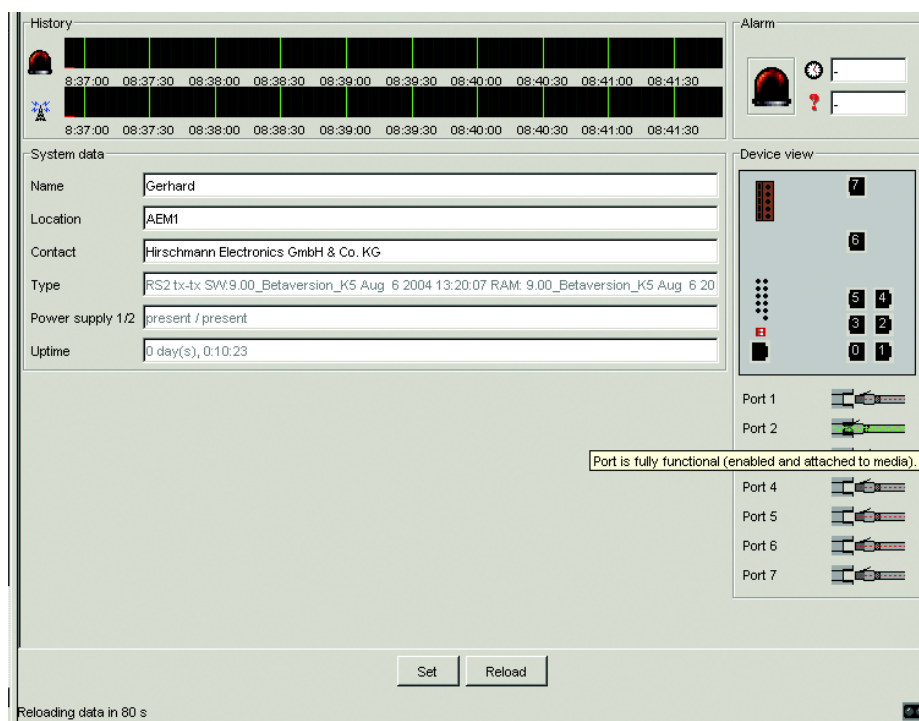 History
8:37:00 08:37:30 08:38:00 08:38:30 08:39:00 08:39:30 08:40:00 08:40:30 08:41:00 08:41:30
8:37:00 08:37:30 08:38:00 08:38:30 08:39:00 08:39:30 08:40:00 08:40:30 08:41:00 08:41:30
Alarm
-
?
-
System data
Name Gerhard
Location AEM1
Contact Hirschmann Electronics GmbH & Co. KG
Type RS2 tx-tx SW:9.00_Betaversion_K5 Aug 6 2004 13:20:07 RAM: 9.00_Betaversion_K5 Aug 6 20
Power supply 1/2 present / present
Uptime 0 day(s), 0:10:23
Device view
7
6
5 4
3 2
0 1
Port 1
Port 2
Port is fully functional (enabled and attached to media).
Port 4
Port 5
Port 6
Port 7
Set Reload
Reloading data in 80 s